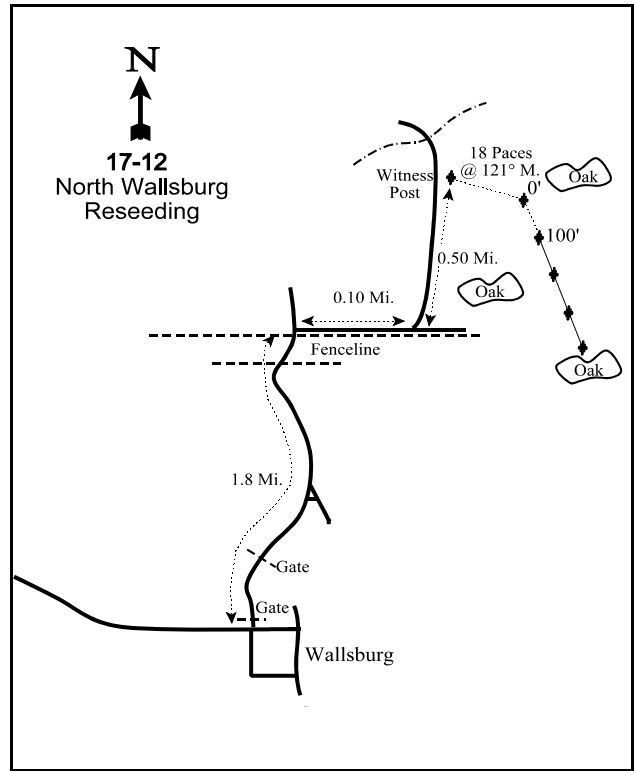 N
17-12
North Wallsburg
Reseeding
18 Paces
@ 121° M.
Witness
Post
0'
Oak
100'
0.50 Mi.
Oak
0.10 Mi.
Fenceline
Oak
1.8 Mi.
Gate
Gate
Wallsburg